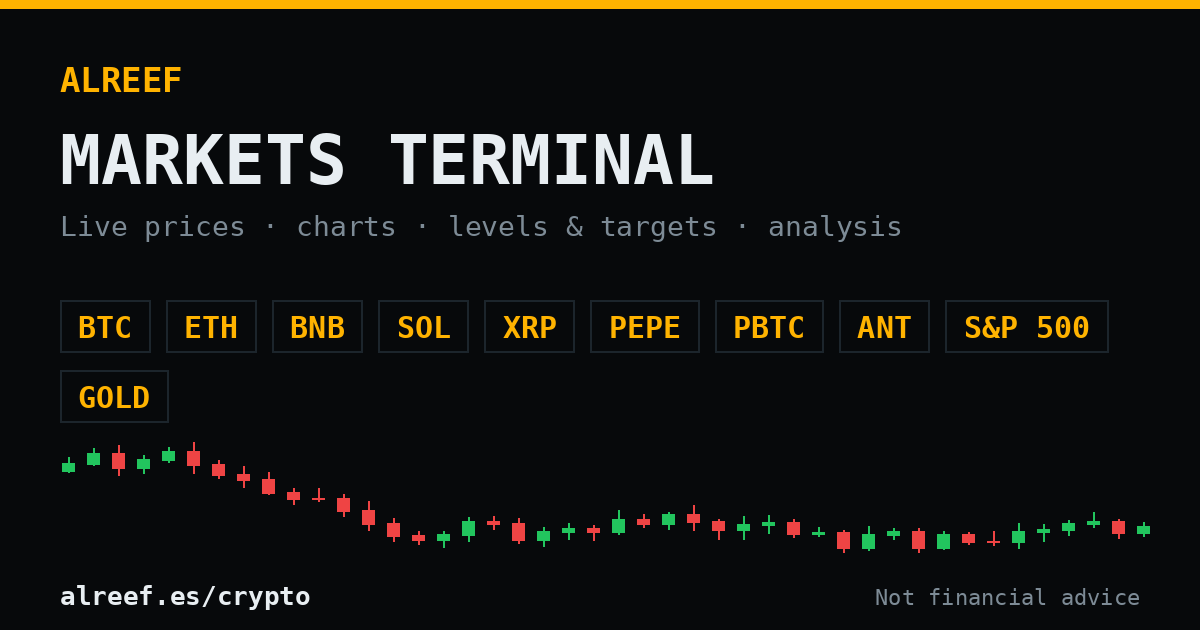 ALREEF
MARKETS TERMINAL
Live prices · charts · levels & targets · analysis
BTC ETH BNB SOL XRP PEPE PBTC ANT S&P 500
GOLD
alreef.es/crypto
Not financial advice